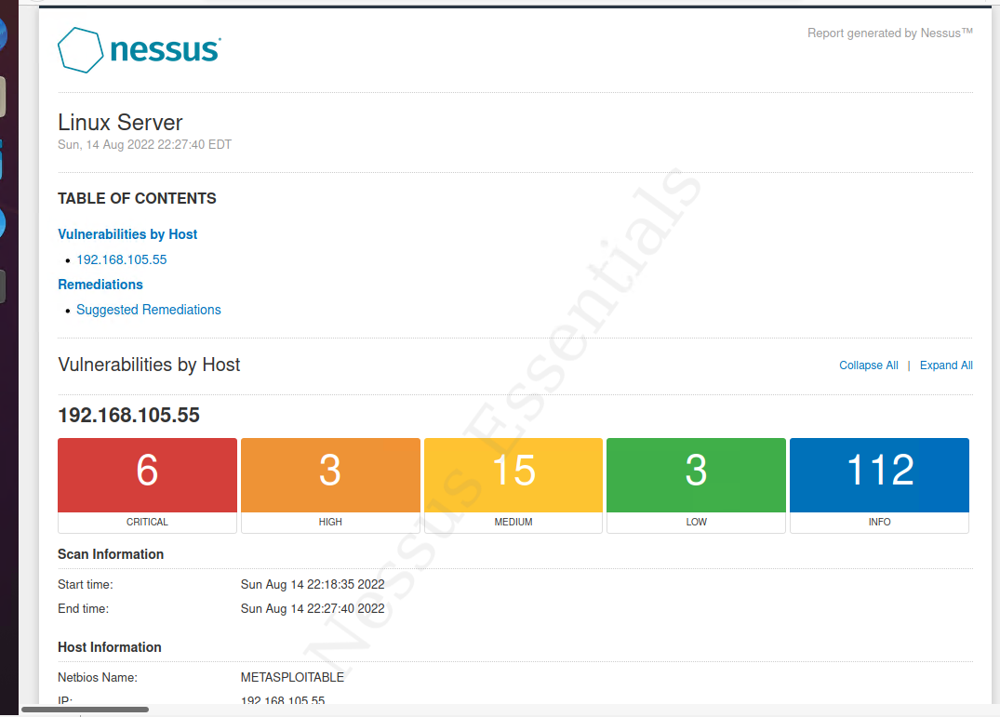 nessus
Report generated by Nessus™
Linux Server
Sun, 14 Aug 2022 22:27:40 EDT
TABLE OF CONTENTS
Vulnerabilities by Host
• 192.168.105.55
Remediations
• Suggested Remediations
Vulnerabilities by Host
Collapse All | Expand All
192.168.105.55
6 3 15 3 112
CRITICAL HIGH MEDIUM LOW INFO
Scan Information
Start time: Sun Aug 14 22:18:35 2022
End time: Sun Aug 14 22:27:40 2022
Host Information
Netbios Name: METASPLOITABLE
IP: 192.168.105.55
Nessus Essentials